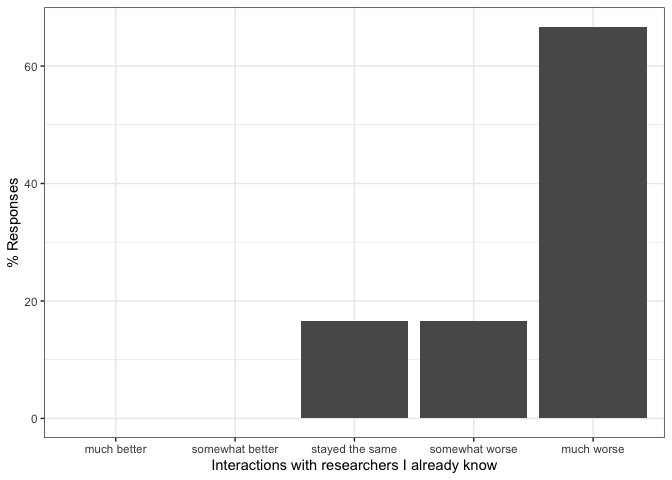 60
40
20
0
% Responses
much better somewhat better stayed the same somewhat worse much worse
Interactions with researchers I already know